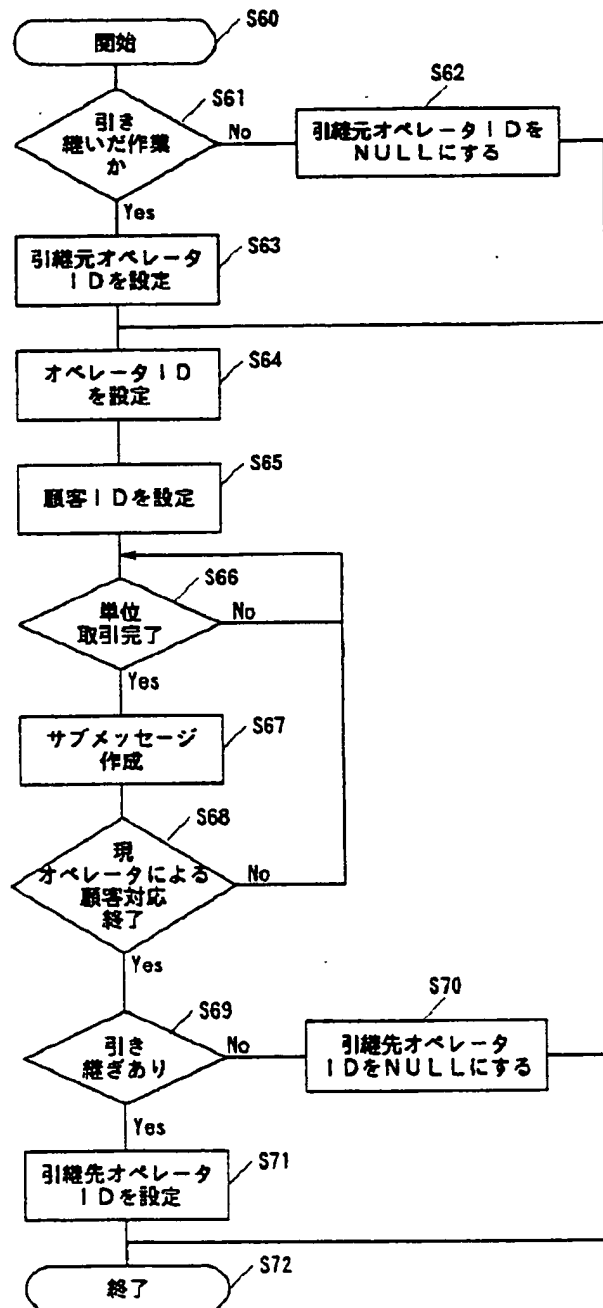 S60
開始
S61
引き
継いだ作業
か
No
Yes
S62
引継元オペレータIDを
NULLにする
S63
引継元オペレータ
IDを設定
S64
オペレータID
を設定
S65
顧客IDを設定
S66
単位
取引完了
No
Yes
S67
サブメッセージ
作成
S68
現
オペレータによる
顧客対応
終了
No
Yes
S69
引き
継ぎあり
No
Yes
S70
引継先オペレータ
IDをNULLにする
S71
引継先オペレータ
IDを設定
S72
終了